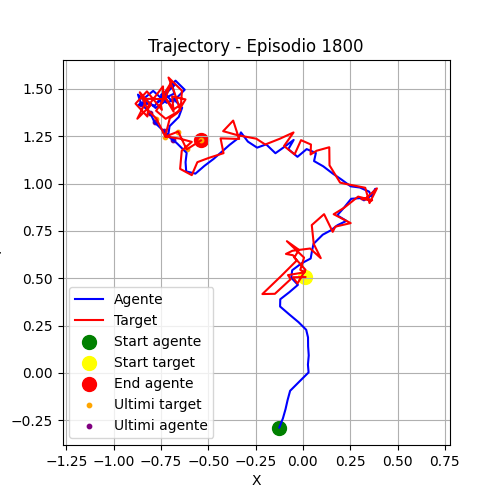 Trajectory - Episodio 1800
1.50
1.25
1.00
0.75
0.50
0.25
0.00
−0.25
Agente
Target
Start agente
Start target
End agente
Ultimi target
Ultimi agente
−1.25 −1.00 −0.75 −0.50 −0.25 0.00 0.25 0.50 0.75
X